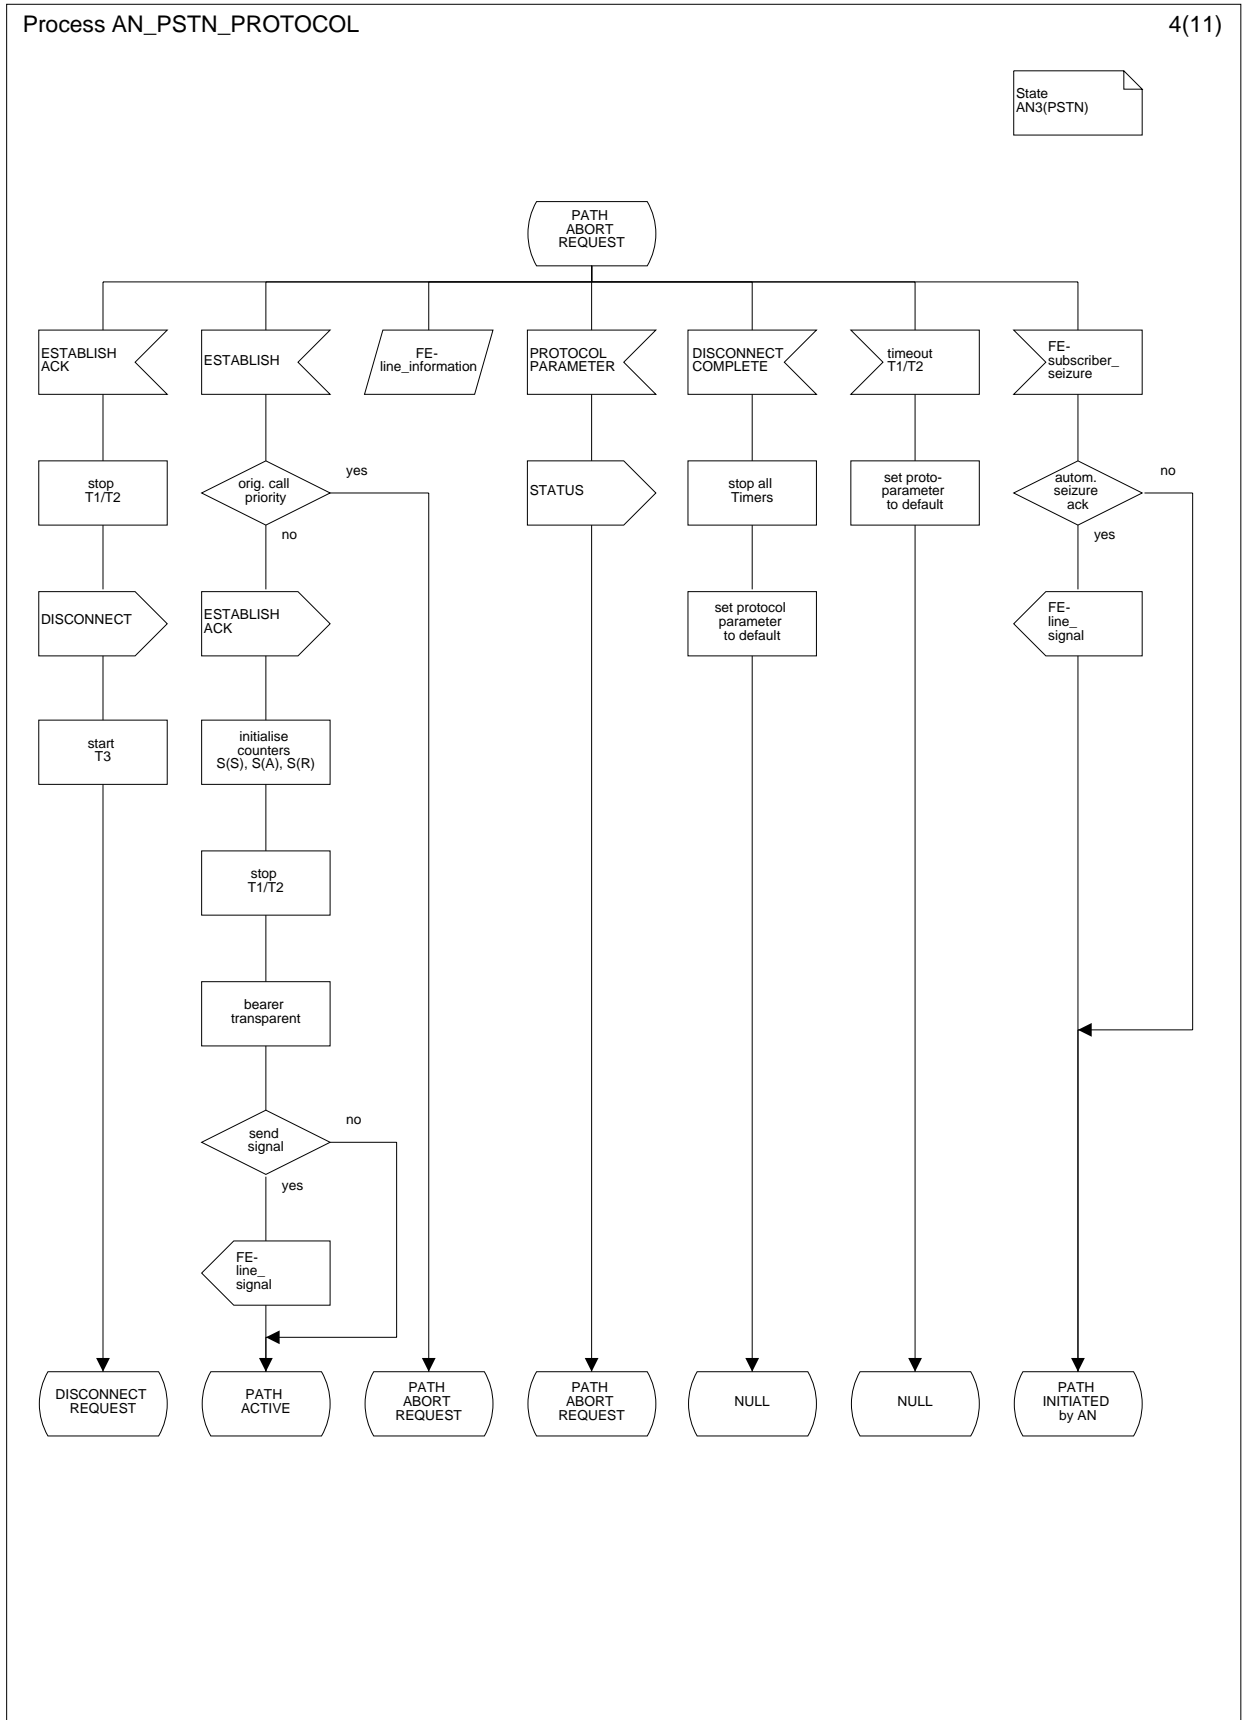 Process AN_PSTN_PROTOCOL
4(11)
State
AN3(PSTN)
PATH
ABORT
REQUEST
ESTABLISH
ACK
ESTABLISH
FE-
line_information
PROTOCOL
PARAMETER
DISCONNECT
COMPLETE
timeout
T1/T2
FE-
subscriber_
seizure
stop
T1/T2
orig. call
priority
yes
no
STATUS
stop all
Timers
set proto-
parameter
to default
autom.
seizure
ack
no
yes
DISCONNECT
ESTABLISH
ACK
set protocol
parameter
to default
FE-
line_
signal
start
T3
initialise
counters
S(S), S(A), S(R)
stop
T1/T2
bearer
transparent
send
signal
no
yes
FE-
line_
signal
DISCONNECT
REQUEST
PATH
ACTIVE
PATH
ABORT
REQUEST
PATH
ABORT
REQUEST
NULL
NULL
PATH
INITIATED
by AN